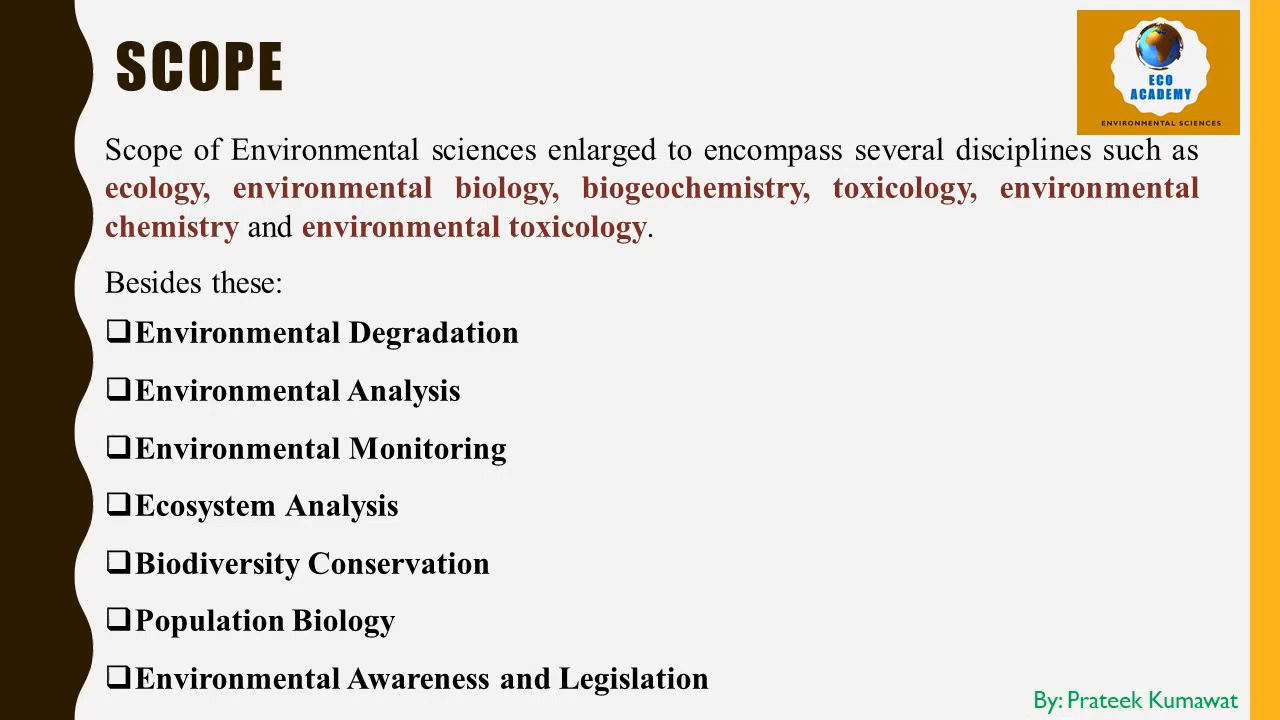 SCOPE
ECO
ACADEMY
ENVIRONMENTAL SCIENCES
Scope of Environmental sciences enlarged to encompass several disciplines such as
ecology, environmental biology, biogeochemistry, toxicology, environmental
chemistry and environmental toxicology.
Besides these:
❑Environmental Degradation
❑Environmental Analysis
❑Environmental Monitoring
❑Ecosystem Analysis
❑Biodiversity Conservation
❑Population Biology
❑Environmental Awareness and Legislation
By: Prateek Kumawat